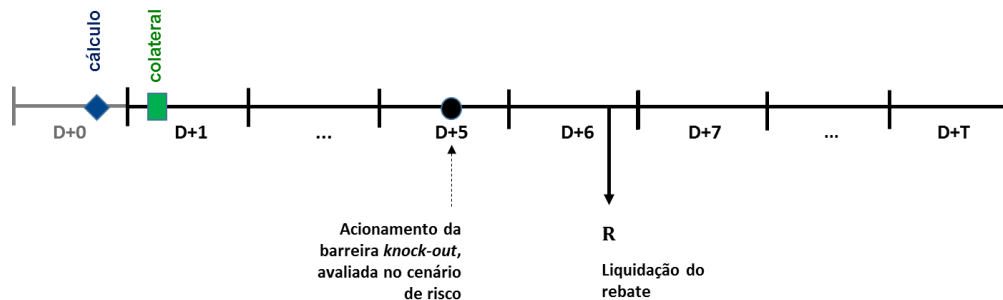 cálculo
colateral
D+0
D+1
...
D+5
D+6
D+7
...
D+T
Acionamento da
barreira knock-out,
avaliada no cenário
de risco
R
Liquidação do
rebate